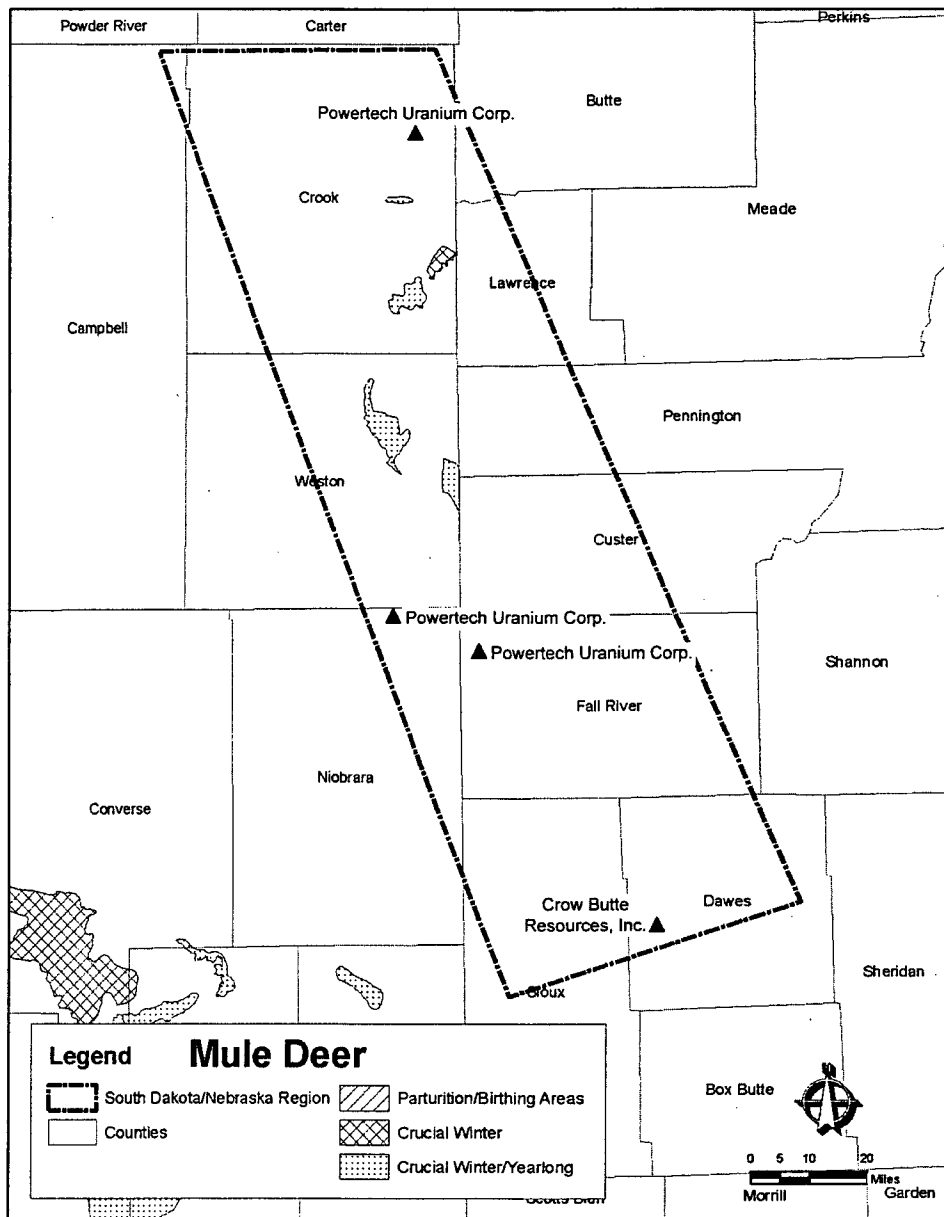 Powder River
Carter
Perkins
Butte
Powertech Uranium Corp.
Crook
Meade
Lawrence
Campbell
Pennington
Weston
Custer
Powertech Uranium Corp.
Powertech Uranium Corp.
Shannon
Fall River
Niobrara
Converse
Crow Butte
Resources, Inc.
Dawes
Sheridan
Sioux
Legend
Mule Deer
South Dakota/Nebraska Region
Counties
Parturition/Birthing Areas
Crucial Winter
Crucial Winter/Yearlong
Box Butte
0 5 10 20
Miles
Morrill
Garden
Scotts Bluff